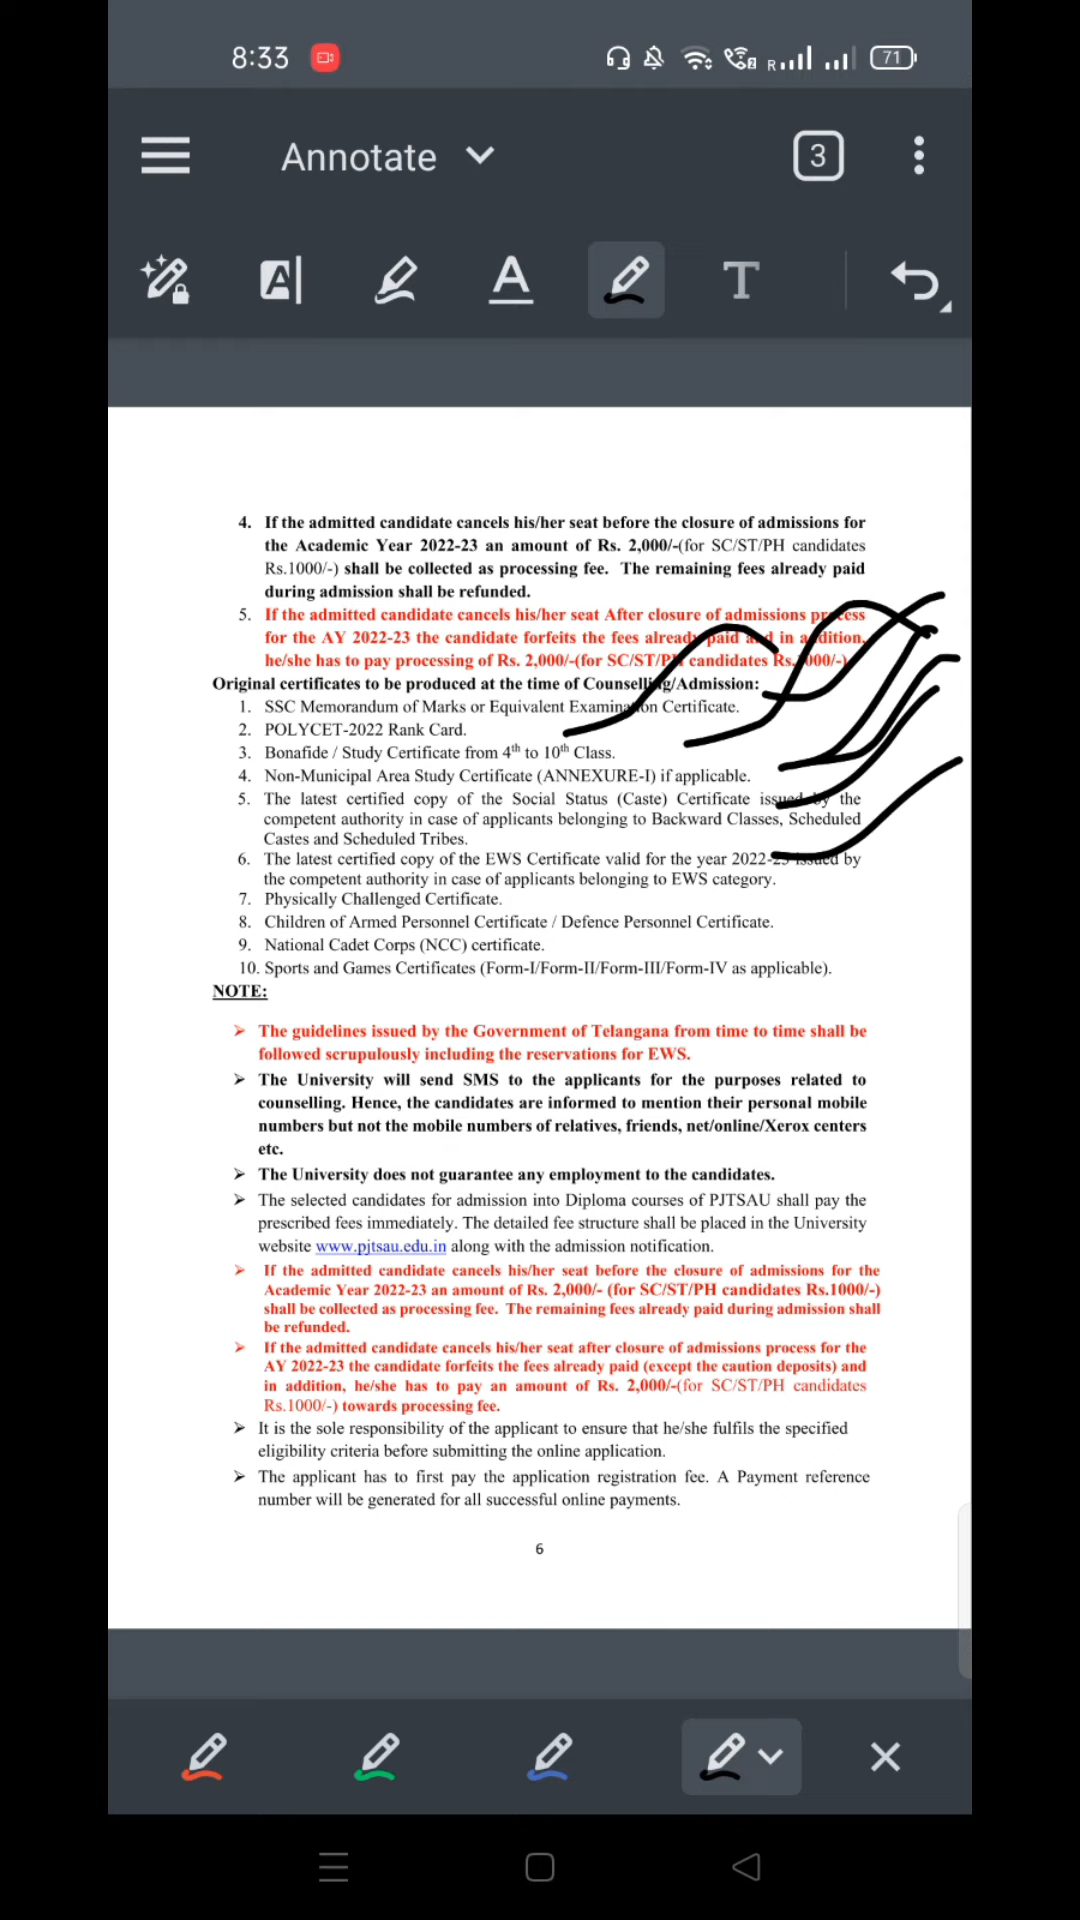 8:33
71
Annotate
3
A
A
T
4. If the admitted candidate cancels his/her seat before the closure of admissions for
the Academic Year 2022-23 an amount of Rs. 2,000/-(for SC/ST/PH candidates
Rs.1000/-) shall be collected as processing fee. The remaining fees already paid
during admission shall be refunded.
5. If the admitted candidate cancels his/her seat After closure of admissions process
for the AY 2022-23 the candidate forfeits the fees already paid and in addition,
he/she has to pay processing of Rs. 2,000/-(for SC/ST/PH candidates Rs.1000/-)
Original certificates to be produced at the time of Counselling/Admission:
1. SSC Memorandum of Marks or Equivalent Examination Certificate.
2. POLYCET-2022 Rank Card.
3. Bonafide / Study Certificate from 4th to 10th Class.
4. Non-Municipal Area Study Certificate (ANNEXURE-I) if applicable.
5. The latest certified copy of the Social Status (Caste) Certificate issued by the
competent authority in case of applicants belonging to Backward Classes, Scheduled
Castes and Scheduled Tribes.
6. The latest certified copy of the EWS Certificate valid for the year 2022-23 issued by
the competent authority in case of applicants belonging to EWS category.
7. Physically Challenged Certificate.
8. Children of Armed Personnel Certificate / Defence Personnel Certificate.
9. National Cadet Corps (NCC) certificate.
10. Sports and Games Certificates (Form-I/Form-II/Form-III/Form-IV as applicable).
NOTE:
➢ The guidelines issued by the Government of Telangana from time to time shall be
followed scrupulously including the reservations for EWS.
➢ The University will send SMS to the applicants for the purposes related to
counselling. Hence, the candidates are informed to mention their personal mobile
numbers but not the mobile numbers of relatives, friends, net/online/Xerox centers
etc.
➢ The University does not guarantee any employment to the candidates.
➢ The selected candidates for admission into Diploma courses of PJTSAU shall pay the
prescribed fees immediately. The detailed fee structure shall be placed in the University
website www.pjtsau.edu.in along with the admission notification.
➢ If the admitted candidate cancels his/her seat before the closure of admissions for the
Academic Year 2022-23 an amount of Rs. 2,000/- (for SC/ST/PH candidates Rs.1000/-)
shall be collected as processing fee. The remaining fees already paid during admission shall
be refunded.
➢ If the admitted candidate cancels his/her seat after closure of admissions process for the
AY 2022-23 the candidate forfeits the fees already paid (except the caution deposits) and
in addition, he/she has to pay an amount of Rs. 2,000/-(for SC/ST/PH candidates
Rs.1000/-) towards processing fee.
➢ It is the sole responsibility of the applicant to ensure that he/she fulfils the specified
eligibility criteria before submitting the online application.
➢ The applicant has to first pay the application registration fee. A Payment reference
number will be generated for all successful online payments.
6